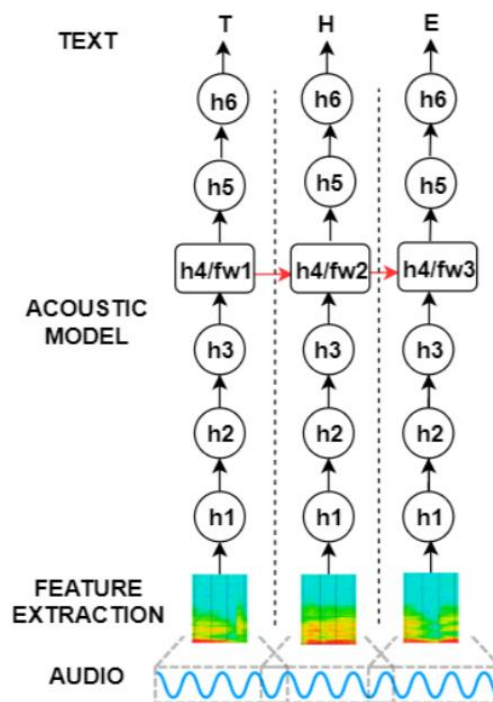 TEXT
T H E
h6 h6 h6
h5 h5 h5
h4/fw1 h4/fw2 h4/fw3
ACOUSTIC
MODEL
h3 h3 h3
h2 h2 h2
h1 h1 h1
FEATURE
EXTRACTION
AUDIO